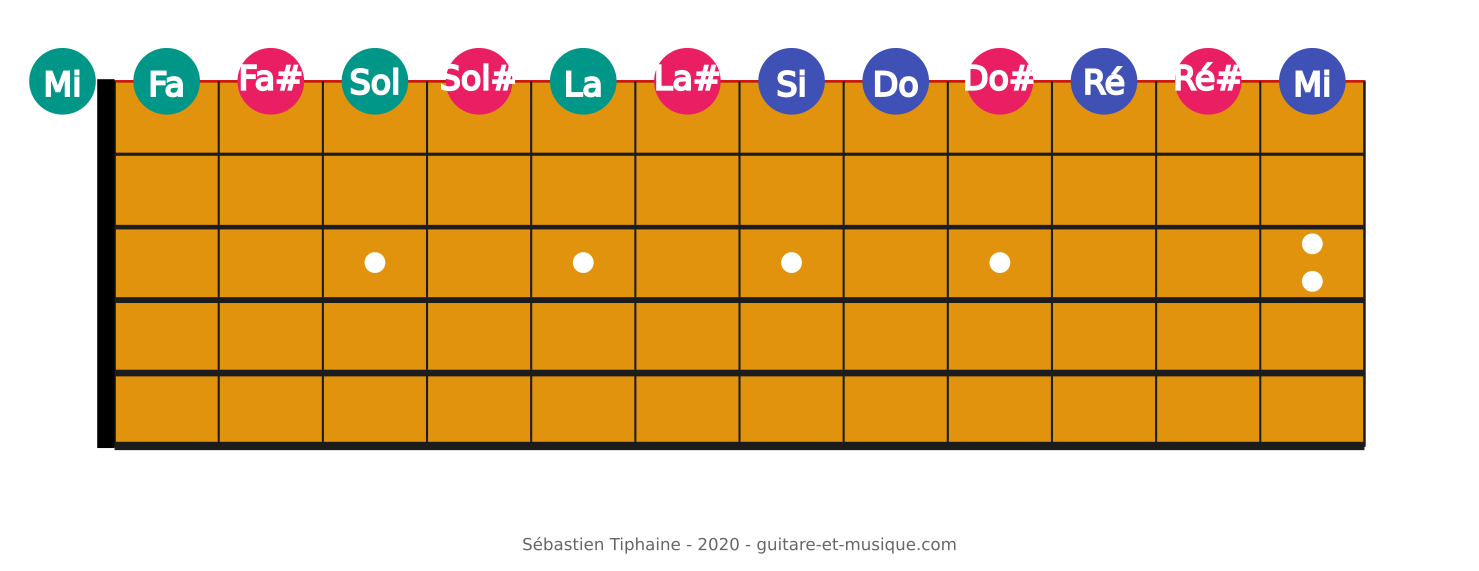 Mi Fa Fa# Sol Sol# La La# Si Do Do# Ré Ré# Mi
Sébastien Tiphaine - 2020 - guitare-et-musique.com